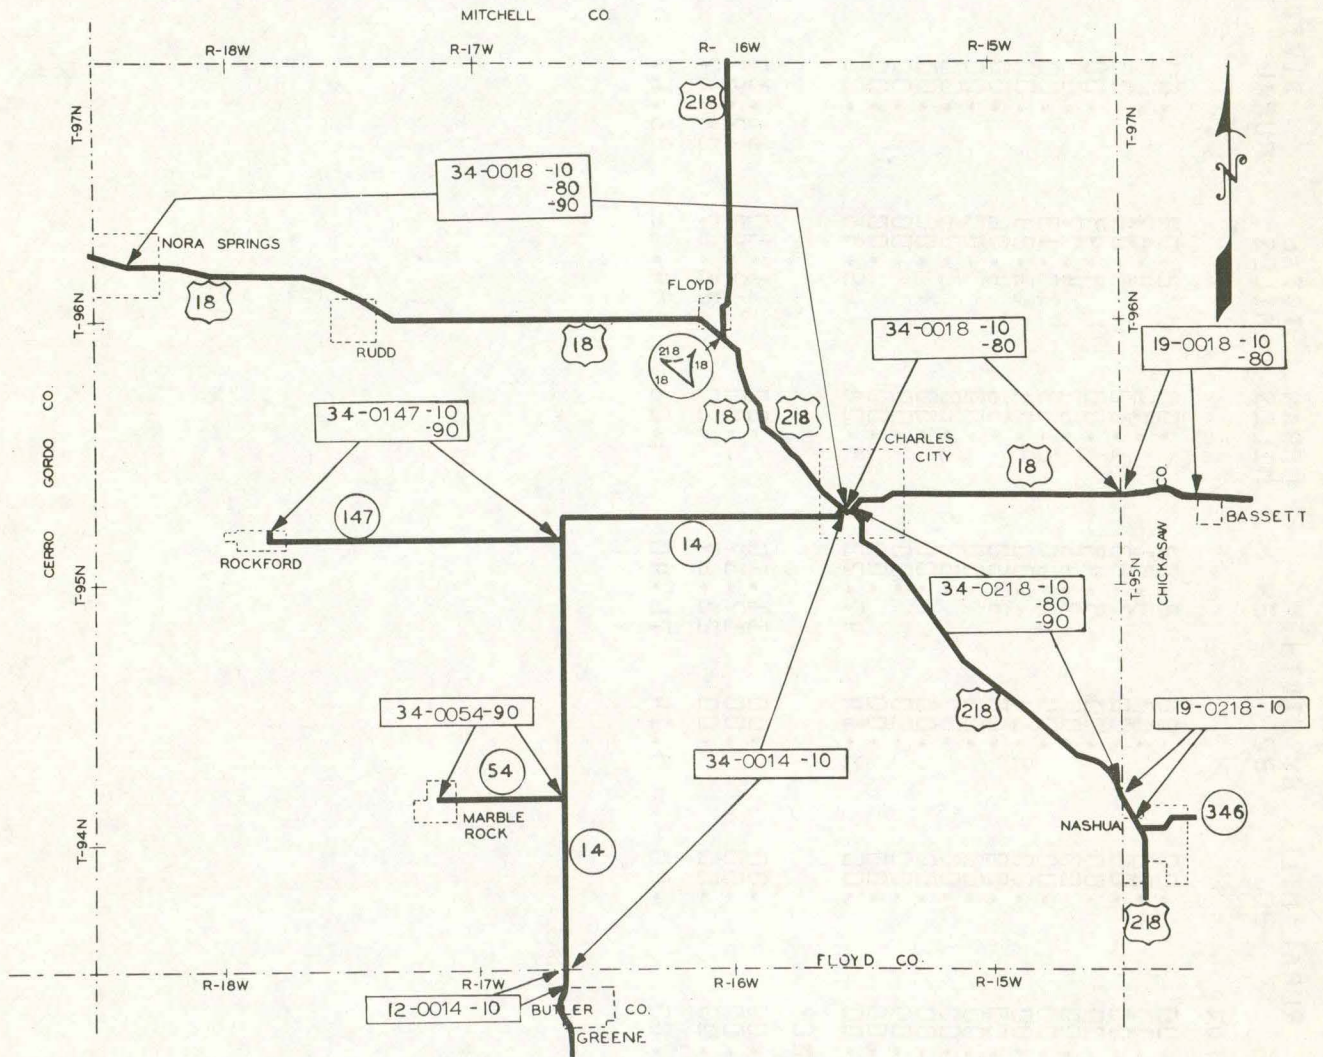 MITCHELL CO.
R-18W R-17W R-16W R-15W
T-97N
T-97N
218
N
34-0018 -10
-80
-90
NORA SPRINGS
18
FLOYD
T-96N
T-96N
RUDD
18
218
18
18
34-0018 -10
-80
19-0018 -10
-80
18
218
CHARLES
CITY
18
34-0147 -10
-90
CERRO GORDO CO.
147
ROCKFORD
14
CO.
CHICKASAW
BASSETT
T-95N
T-95N
34-0218 -10
-80
-90
34-0054-90
54
MARBLE
ROCK
218
34-0014 -10
19-0218-10
NASHUA
346
T-94N
14
218
FLOYD CO.
R-18W R-17W R-16W R-15W
12-0014 -10
BUTLER CO.
GREENE